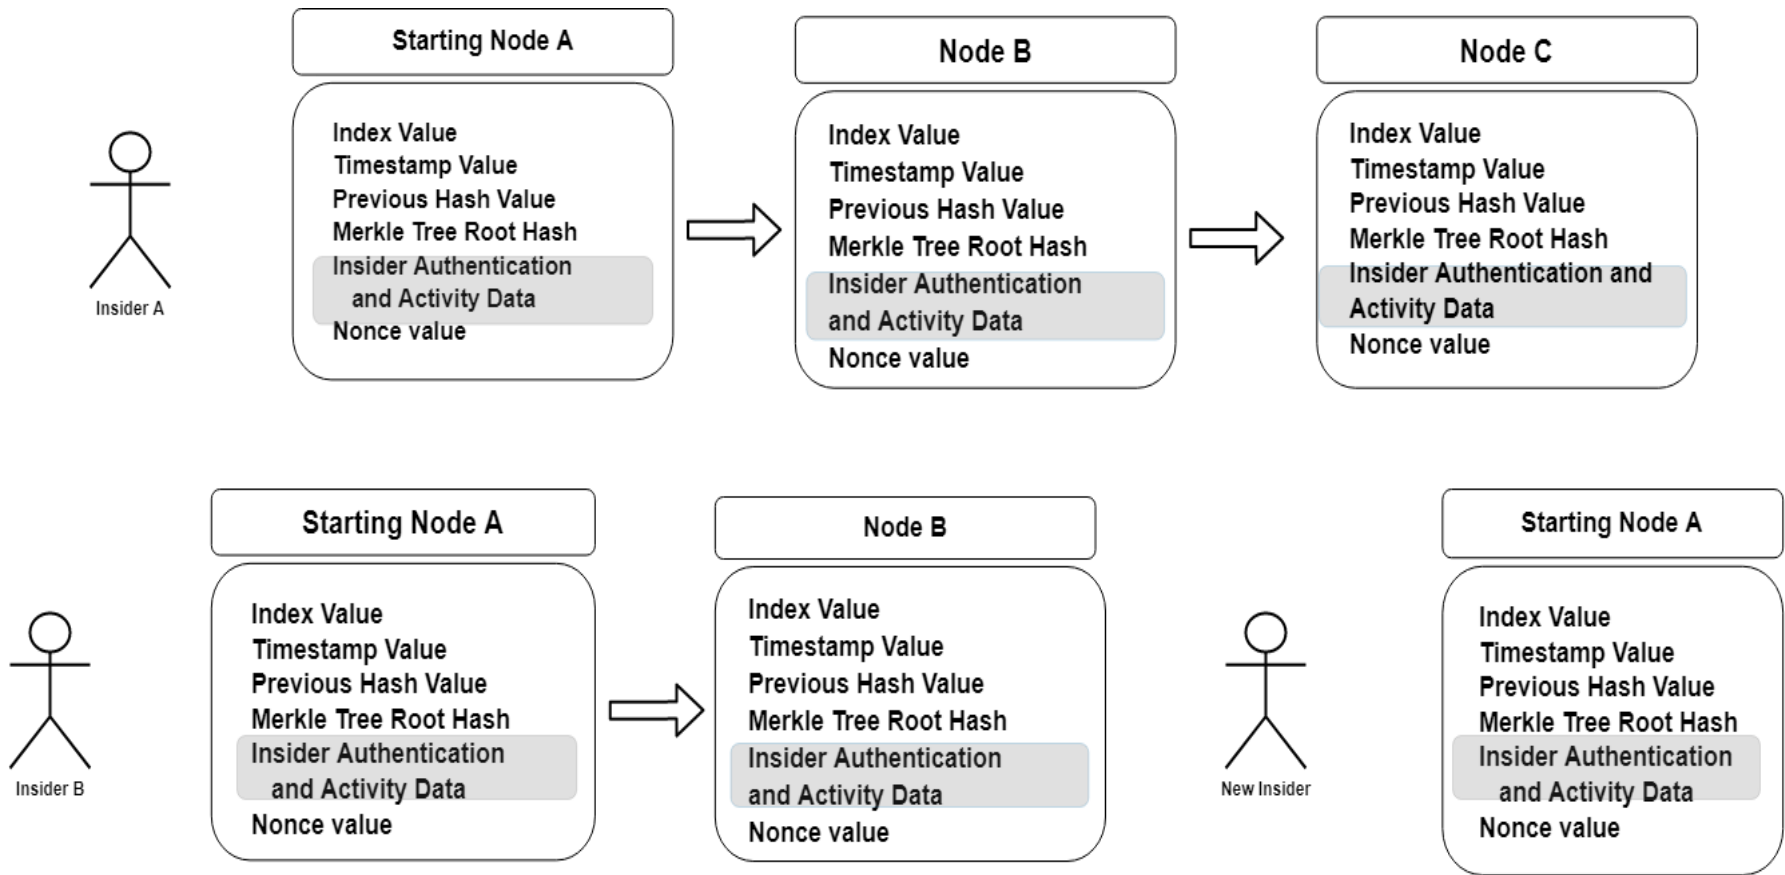 Starting Node A
Index Value
Timestamp Value
Previous Hash Value
Merkle Tree Root Hash
Insider Authentication
and Activity Data
Nonce value
Insider A
Node B
Index Value
Timestamp Value
Previous Hash Value
Merkle Tree Root Hash
Insider Authentication
and Activity Data
Nonce value
Node C
Index Value
Timestamp Value
Previous Hash Value
Merkle Tree Root Hash
Insider Authentication and
Activity Data
Nonce value
Starting Node A
Index Value
Timestamp Value
Previous Hash Value
Merkle Tree Root Hash
Insider Authentication
and Activity Data
Nonce value
Insider B
Node B
Index Value
Timestamp Value
Previous Hash Value
Merkle Tree Root Hash
Insider Authentication
and Activity Data
Nonce value
New Insider
Starting Node A
Index Value
Timestamp Value
Previous Hash Value
Merkle Tree Root Hash
Insider Authentication
and Activity Data
Nonce value